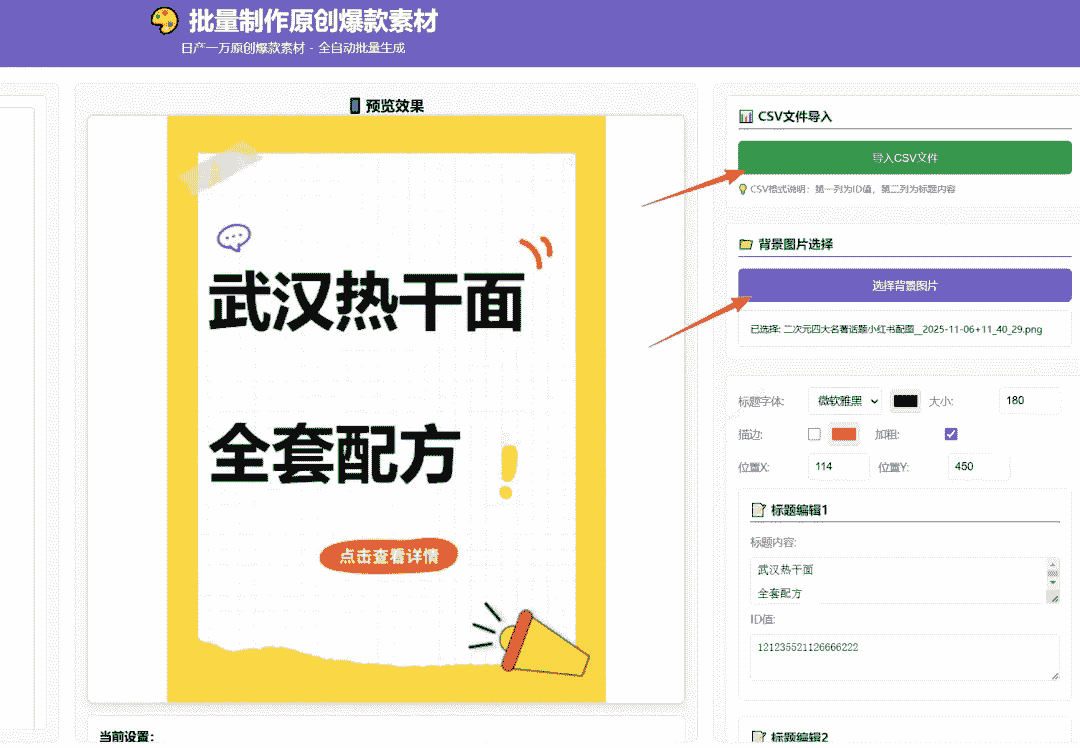 批量制作原创爆款素材
日产一万原创爆款素材 - 全自动批量生成
预览效果
武汉热干面
全套配方
点击查看详情
当前设置:
CSV文件导入
导入CSV文件
CSV格式说明：第一列为ID值，第二列为标题内容
背景图片选择
选择背景图片
已选择: 二次元四大名著话题小红书配图__2025-11-06+11_40_29.png
标题字体: 微软雅黑 大小: 180
描边: 加粗:
位置X: 114 位置Y: 450
标题编辑1
标题内容:
武汉热干面
全套配方
ID值:
121235521126666222
标题编辑2